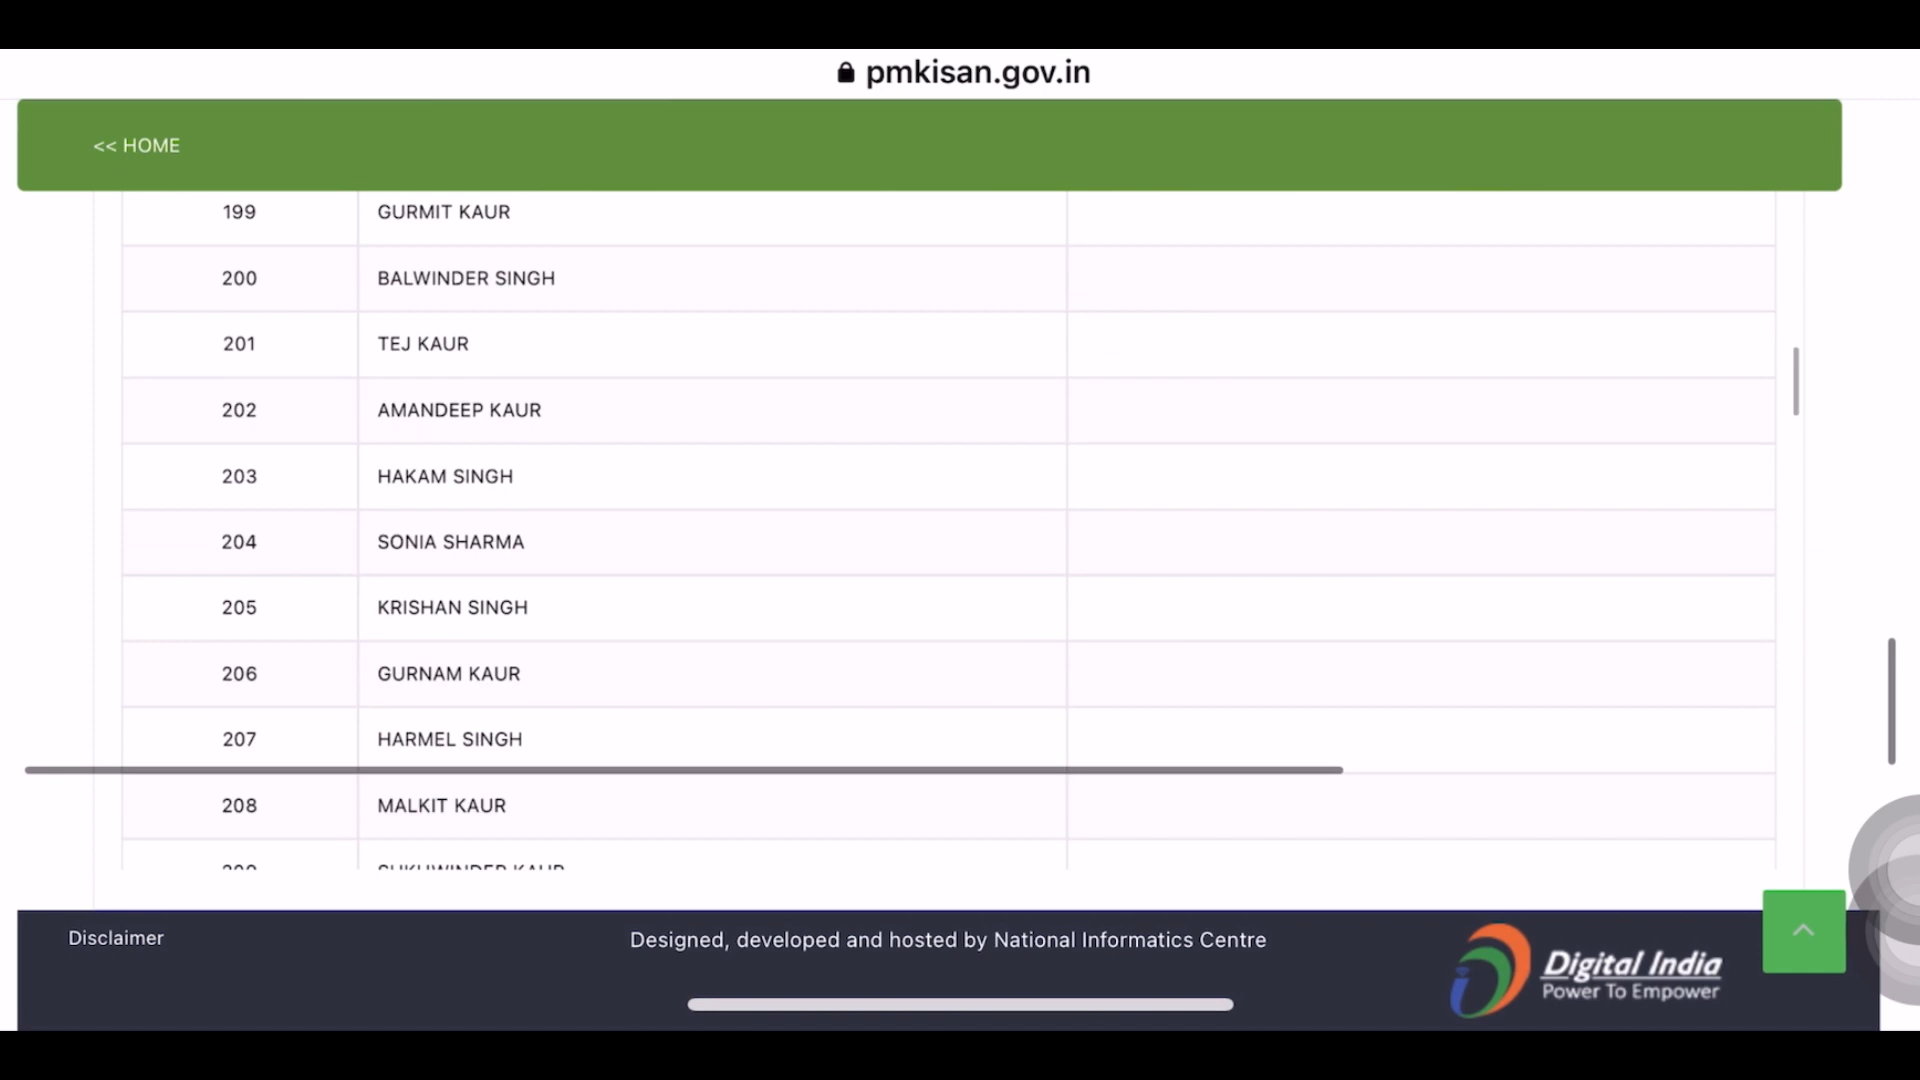 pmkisan.gov.in
<< HOME
199 GURMIT KAUR
200 BALWINDER SINGH
201 TEJ KAUR
202 AMANDEEP KAUR
203 HAKAM SINGH
204 SONIA SHARMA
205 KRISHAN SINGH
206 GURNAM KAUR
207 HARMEL SINGH
208 MALKIT KAUR
Disclaimer
Designed, developed and hosted by National Informatics Centre
Digital India
Power To Empower